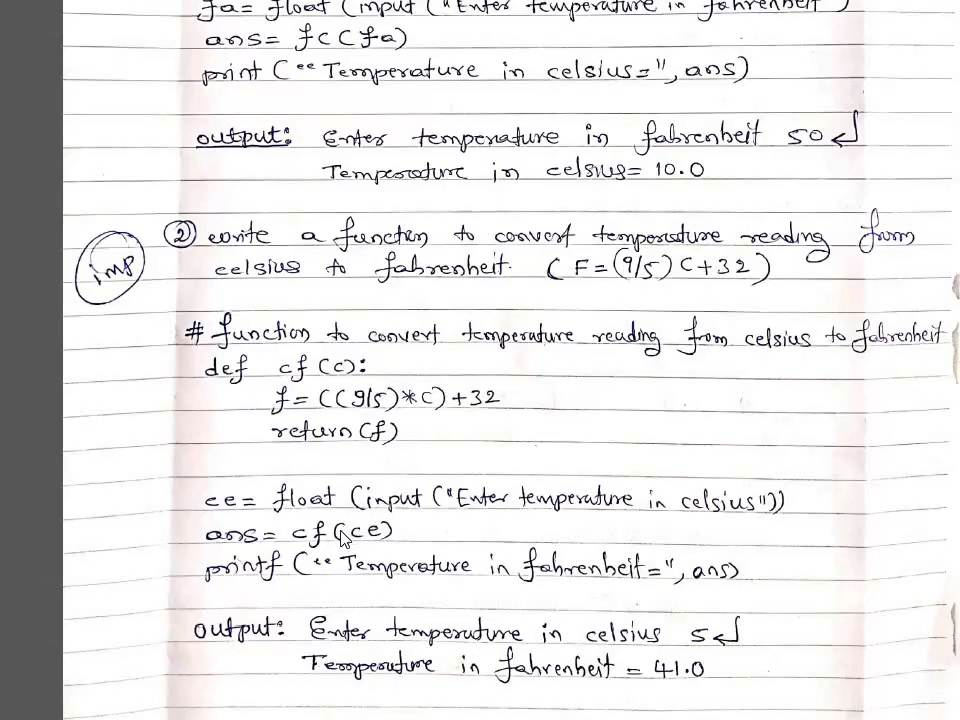 fa= float (input ("Enter temperature in fahrenheit")
ans= fc(fa)
print ("Temperature in celsius=", ans)
output: Enter temperature in fahrenheit 50↵
Temperature in celsius= 10.0
imp
② write a function to convert temperature reading from
celsius to fahrenheit. (F=(9/5)C+32)
# function to convert temperature reading from celsius to fahrenheit
def cf(c):
f=((9/5)*c)+32
return(f)
ce= float (input ("Enter temperature in celsius"))
ans= cf(ce)
printf ("Temperature in fahrenheit=", ans)
output: Enter temperature in celsius 5↵
Temperature in fahrenheit = 41.0